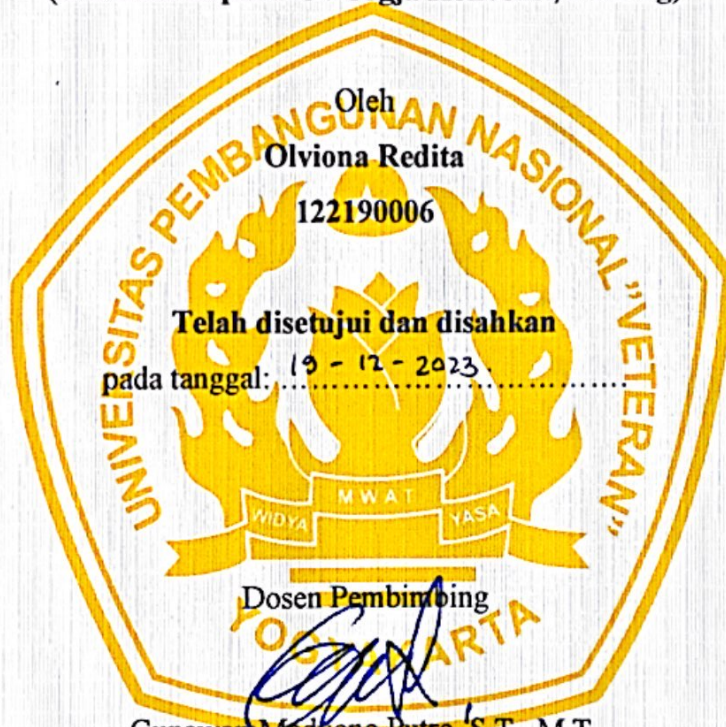 Oleh
Olviona Redita
122190006
Telah disetujui dan disahkan
pada tanggal: 19 - 12 - 2023
UNIVERSITAS PEMBANGUNAN NASIONAL "VETERAN"
WIDYA MWAT YASA
Dosen Pembimbing
YOGYAKARTA
S.T., M.T.